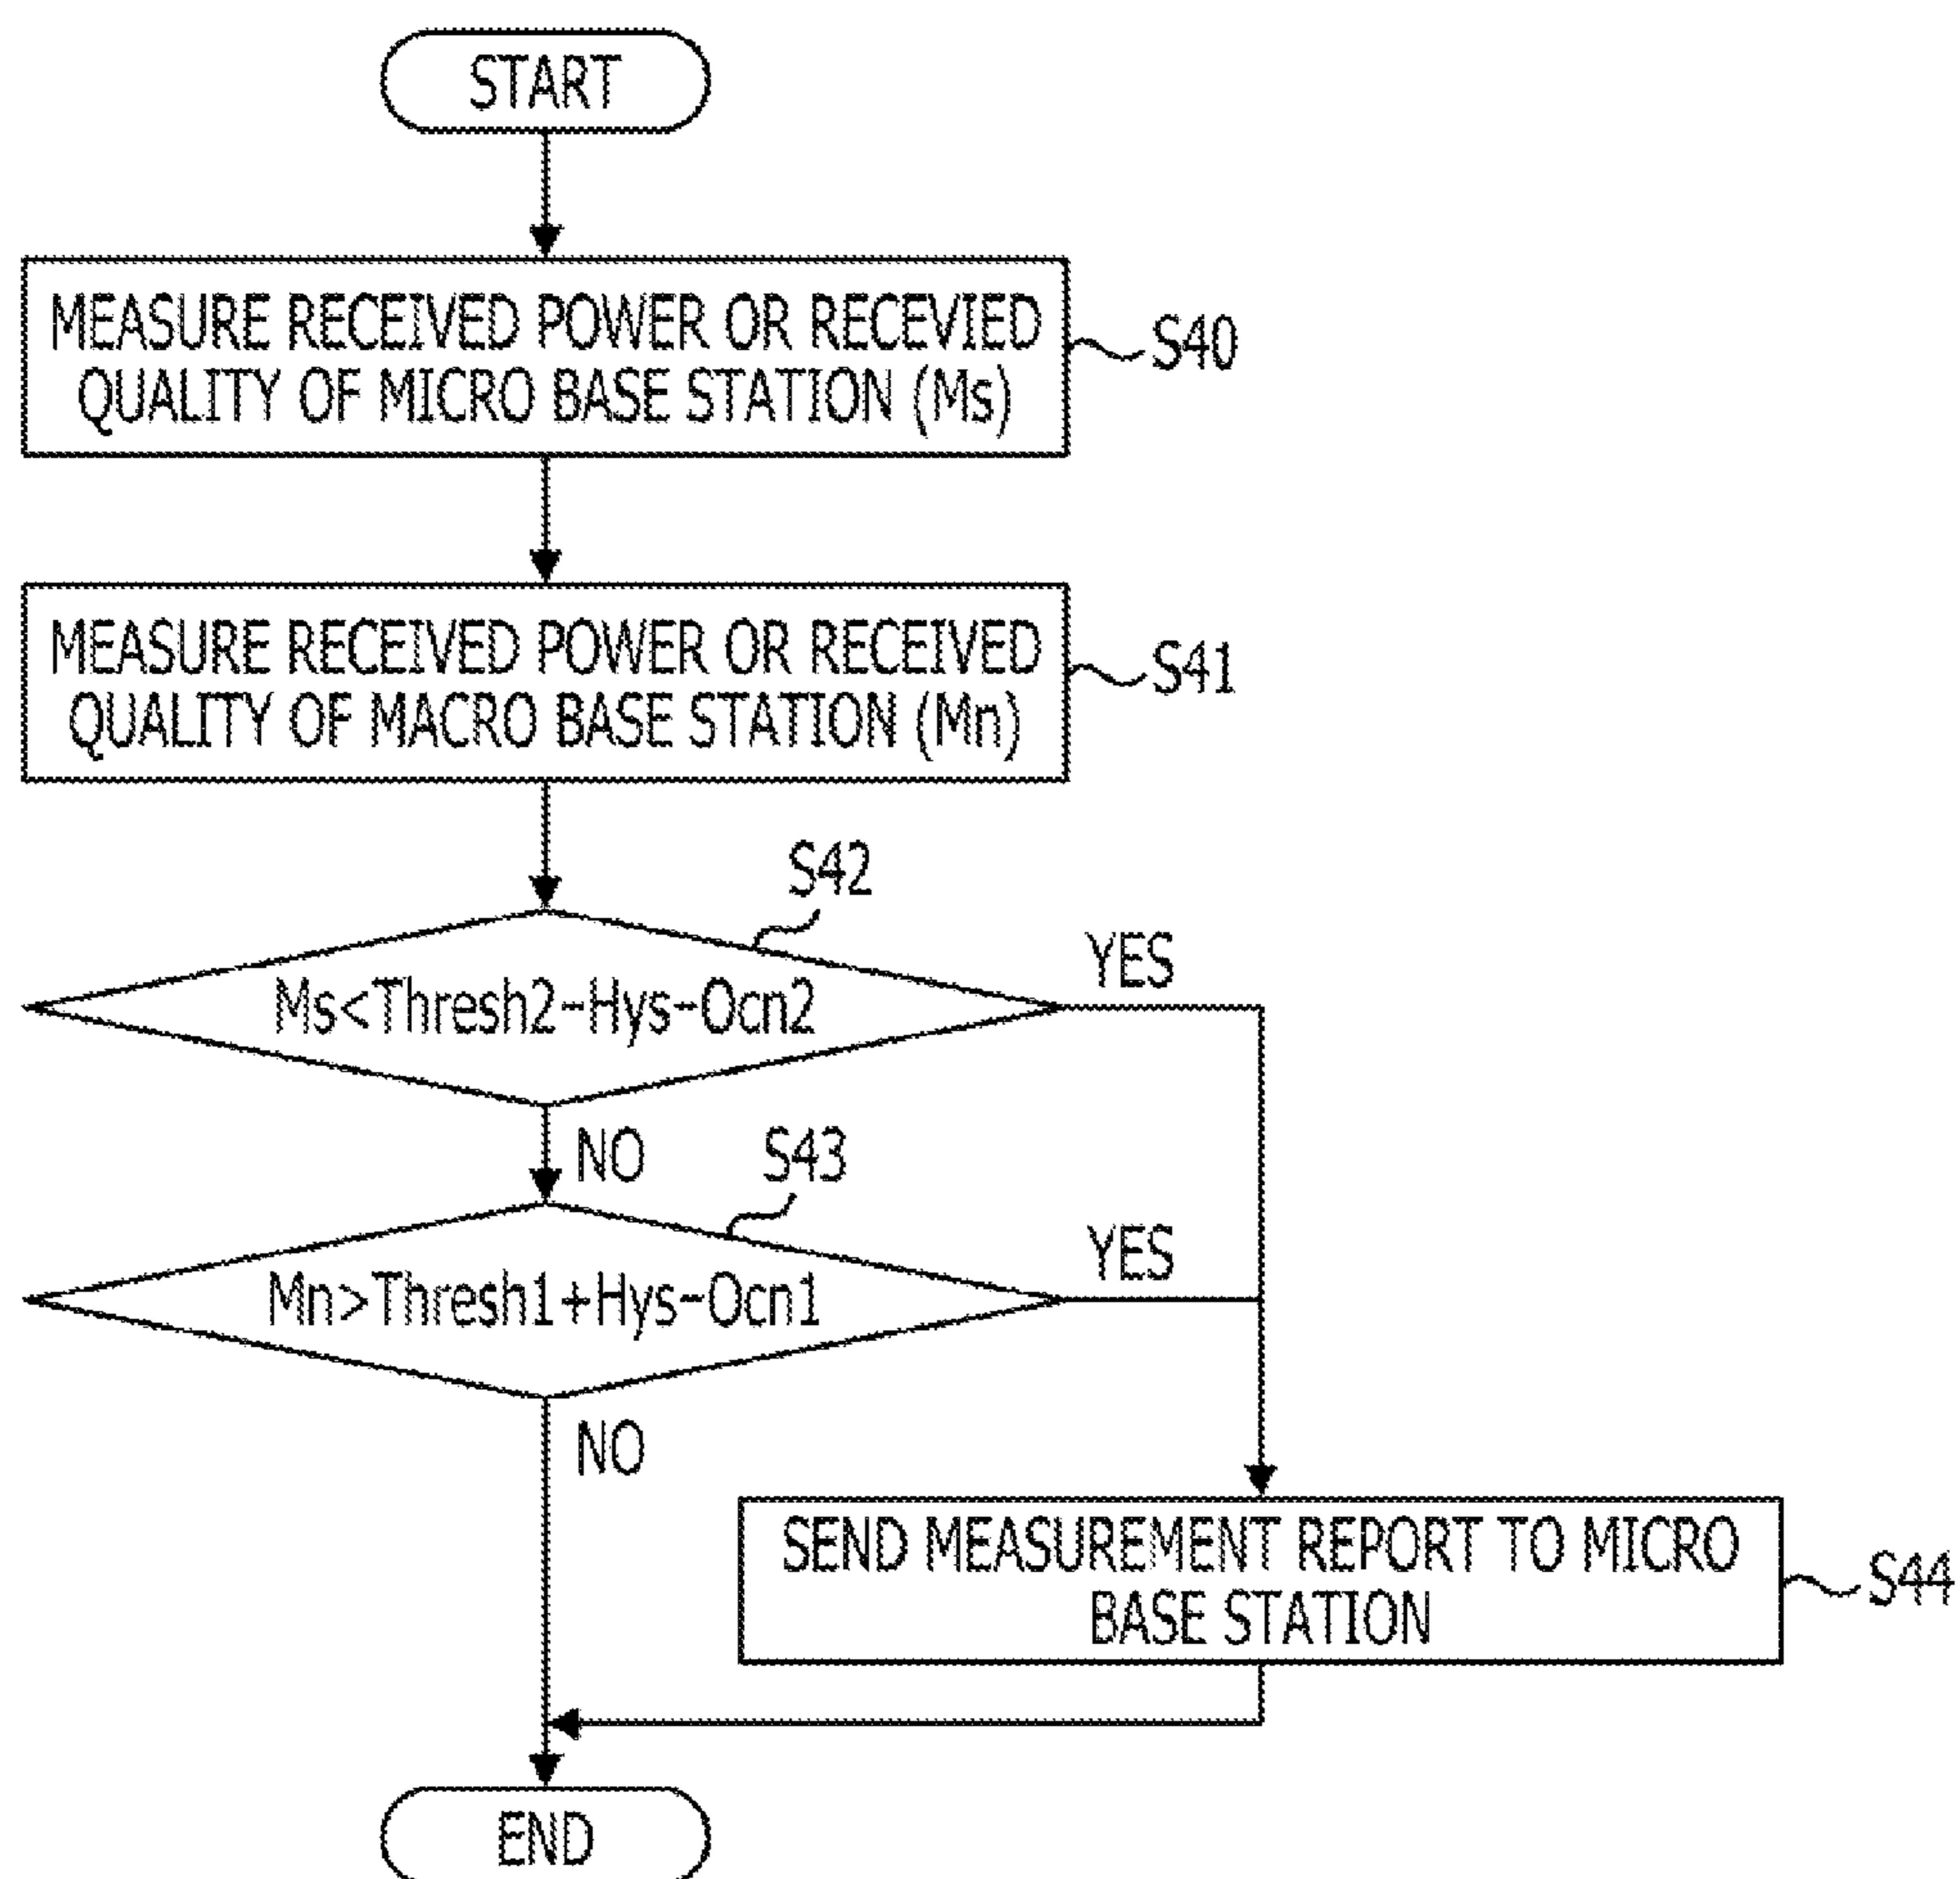 START
MEASURE RECEIVED POWER OR RECEVIED
QUALITY OF MICRO BASE STATION (Ms)
S40
MEASURE RECEIVED POWER OR RECEIVED
QUALITY OF MACRO BASE STATION (Mn)
S41
S42
Ms<Thresh2-Hys-Ocn2
YES
NO
S43
Mn>Thresh1+Hys-Ocn1
YES
NO
SEND MEASUREMENT REPORT TO MICRO
BASE STATION
S44
END